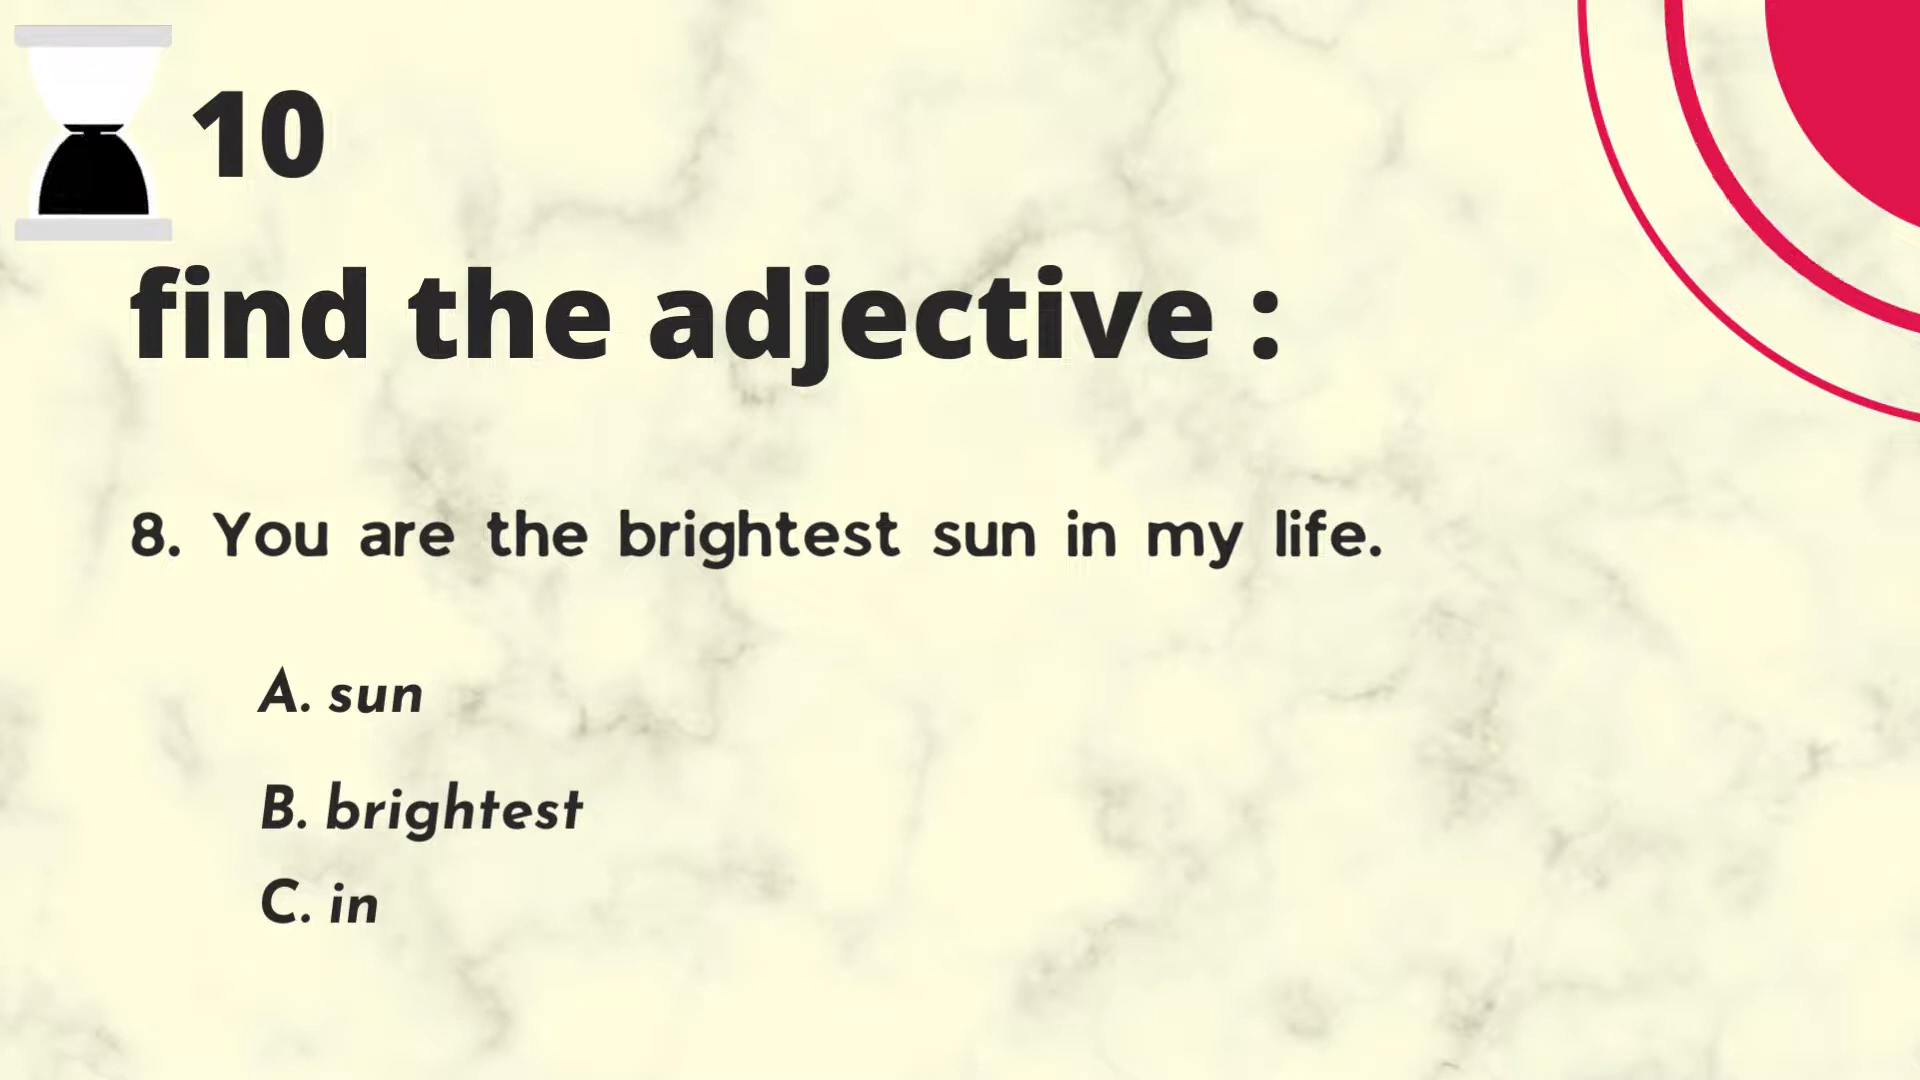 10
find the adjective :
8. You are the brightest sun in my life.
A. sun
B. brightest
C. in